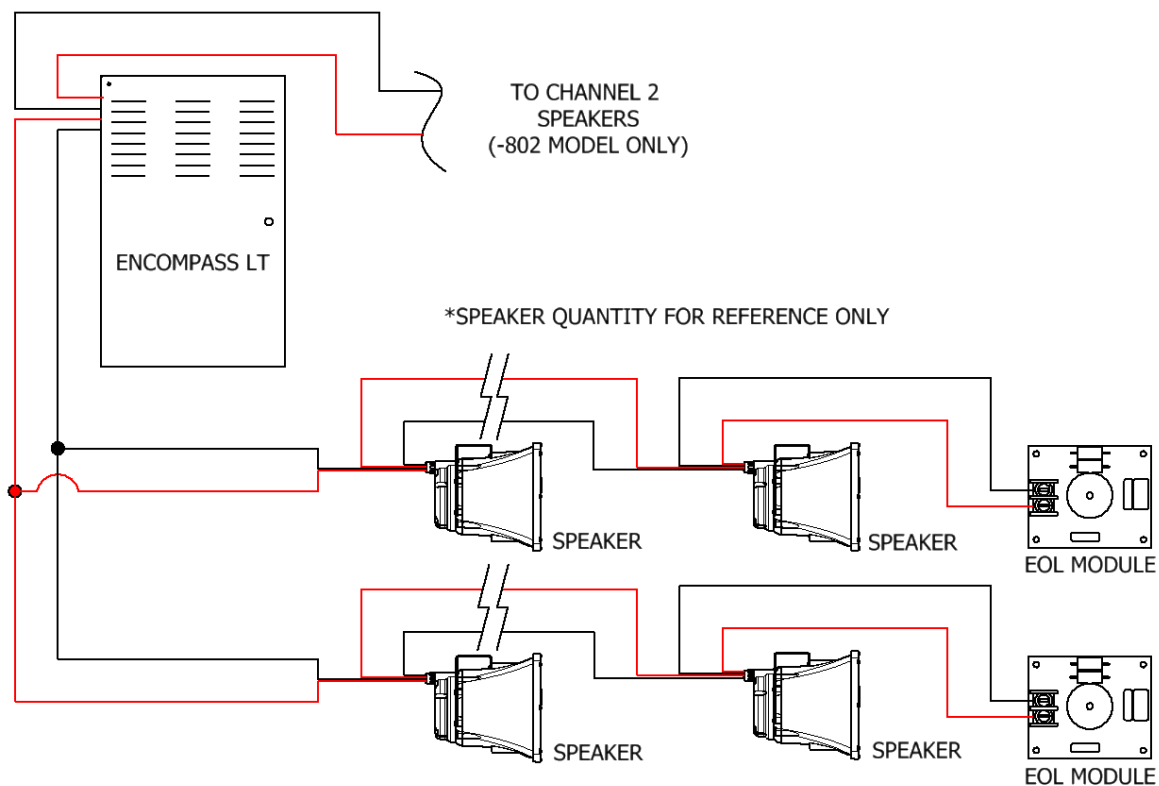 TO CHANNEL 2
SPEAKERS
(-802 MODEL ONLY)
ENCOMPASS LT
*SPEAKER QUANTITY FOR REFERENCE ONLY
SPEAKER
SPEAKER
EOL MODULE
SPEAKER
SPEAKER
EOL MODULE